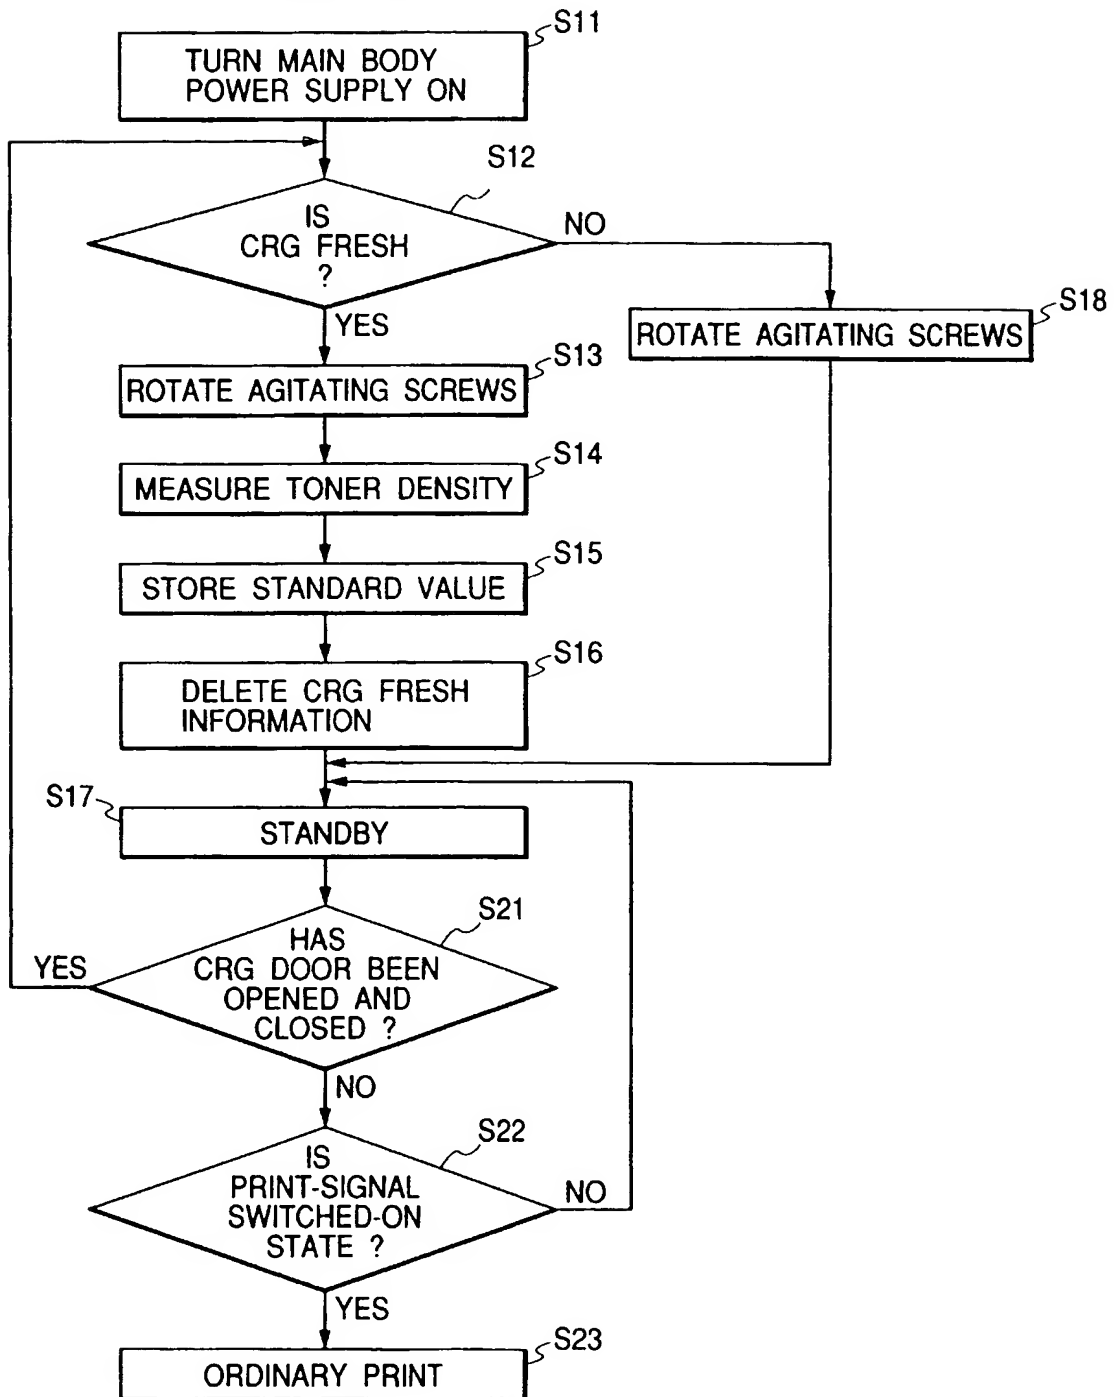 S11
TURN MAIN BODY
POWER SUPPLY ON
S12
IS
CRG FRESH
?
NO
YES
S18
ROTATE AGITATING SCREWS
S13
ROTATE AGITATING SCREWS
S14
MEASURE TONER DENSITY
S15
STORE STANDARD VALUE
S16
DELETE CRG FRESH
INFORMATION
S17
STANDBY
S21
HAS
CRG DOOR BEEN
OPENED AND
CLOSED ?
YES
NO
S22
IS
PRINT-SIGNAL
SWITCHED-ON
STATE ?
NO
YES
S23
ORDINARY PRINT